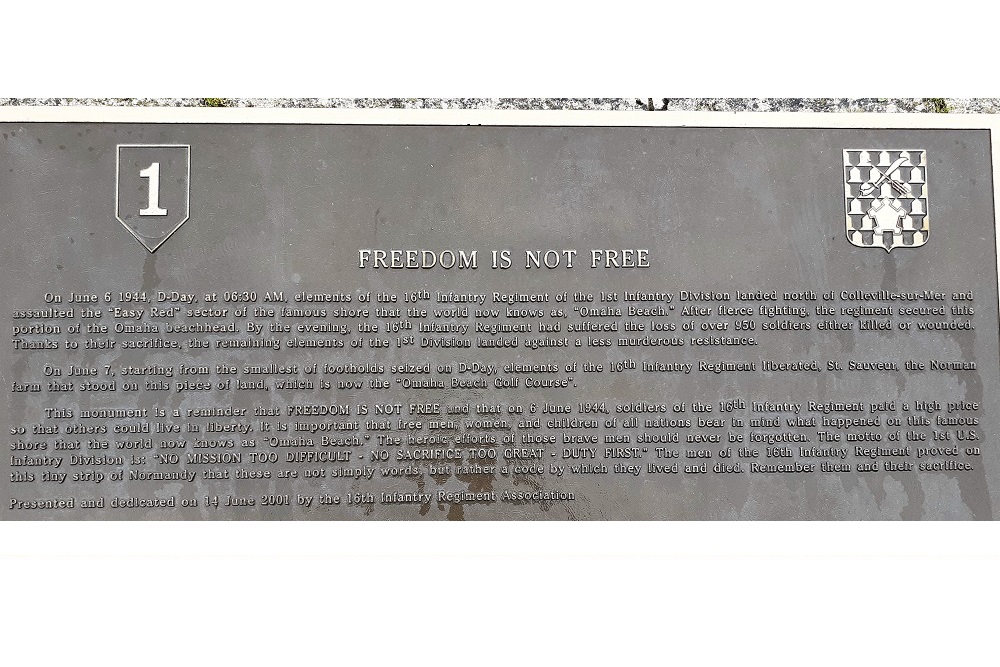 1
FREEDOM IS NOT FREE
On June 6 1944, D-Day, at 06:30 AM, elements of the 16th Infantry Regiment of the 1st Infantry Division landed north of Colleville-sur-Mer and
assaulted the "Easy Red" sector of the famous shore that the world now knows as, "Omaha Beach." After fierce fighting, the regiment secured this
portion of the Omaha beachhead. By the evening, the 16th Infantry Regiment had suffered the loss of over 950 soldiers either killed or wounded.
Thanks to their sacrifice, the remaining elements of the 1st Division landed against a less murderous resistance.
On June 7, starting from the smallest of footholds seized on D-Day, elements of the 16th Infantry Regiment liberated, St. Sauveur, the Norman
farm that stood on this piece of land, which is now the "Omaha Beach Golf Course".
This monument is a reminder that FREEDOM IS NOT FREE and that on 6 June 1944, soldiers of the 16th Infantry Regiment paid a high price
so that others could live in liberty. It is important that free men, women, and children of all nations bear in mind what happened on this famous
shore that the world now knows as "Omaha Beach." The heroic efforts of those brave men should never be forgotten. The motto of the 1st U.S.
Infantry Division is: "NO MISSION TOO DIFFICULT - NO SACRIFICE TOO GREAT - DUTY FIRST." The men of the 16th Infantry Regiment proved on
this tiny strip of Normandy that these are not simply words, but rather a code by which they lived and died. Remember them and their sacrifice.
Presented and dedicated on 14 June 2001 by the 16th Infantry Regiment Association